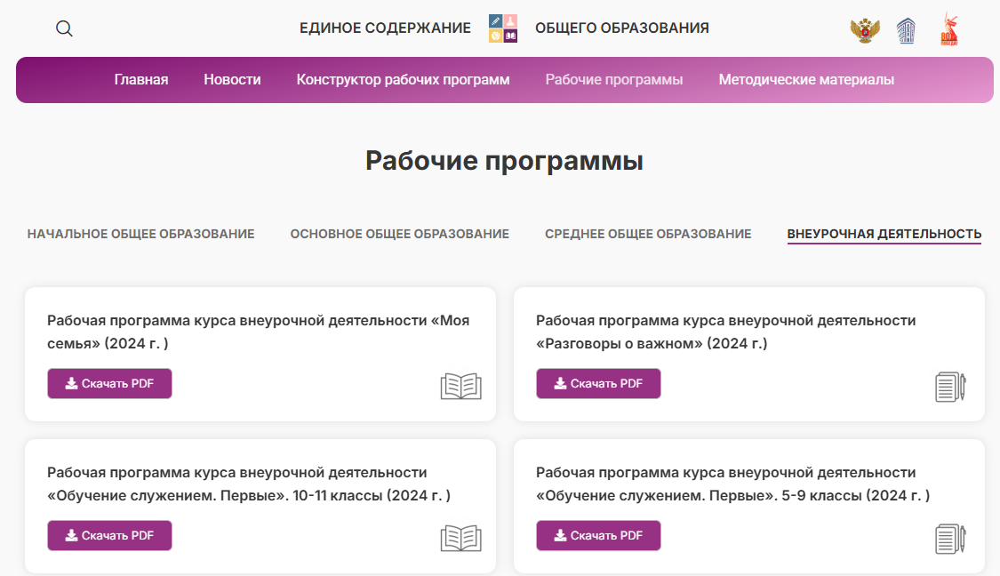 ЕДИНОЕ СОДЕРЖАНИЕ ОБЩЕГО ОБРАЗОВАНИЯ
Главная Новости Конструктор рабочих программ Рабочие программы Методические материалы
Рабочие программы
НАЧАЛЬНОЕ ОБЩЕЕ ОБРАЗОВАНИЕ ОСНОВНОЕ ОБЩЕЕ ОБРАЗОВАНИЕ СРЕДНЕЕ ОБЩЕЕ ОБРАЗОВАНИЕ ВНЕУРОЧНАЯ ДЕЯТЕЛЬНОСТЬ
Рабочая программа курса внеурочной деятельности «Моя
семья» (2024 г. )
Скачать PDF
Рабочая программа курса внеурочной деятельности
«Разговоры о важном» (2024 г.)
Скачать PDF
Рабочая программа курса внеурочной деятельности
«Обучение служением. Первые». 10-11 классы (2024 г. )
Скачать PDF
Рабочая программа курса внеурочной деятельности
«Обучение служением. Первые». 5-9 классы (2024 г. )
Скачать PDF